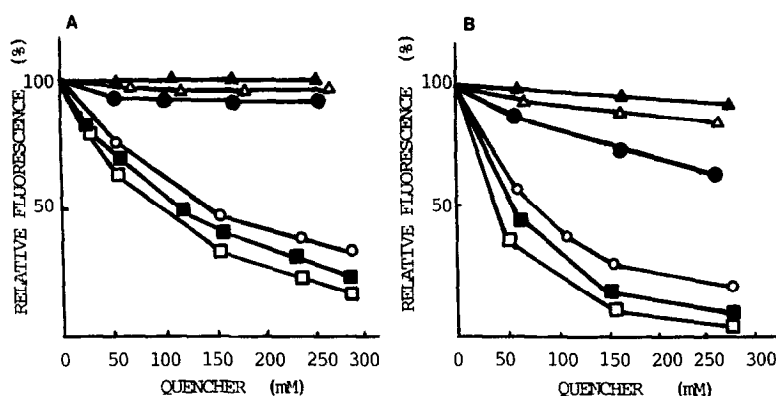 A
RELATIVE FLUORESCENCE (%)
100
50
0 50 100 150 200 250 300
QUENCHER (mM)
B
RELATIVE FLUORESCENCE (%)
100
50
0 50 100 150 200 250 300
QUENCHER (mM)